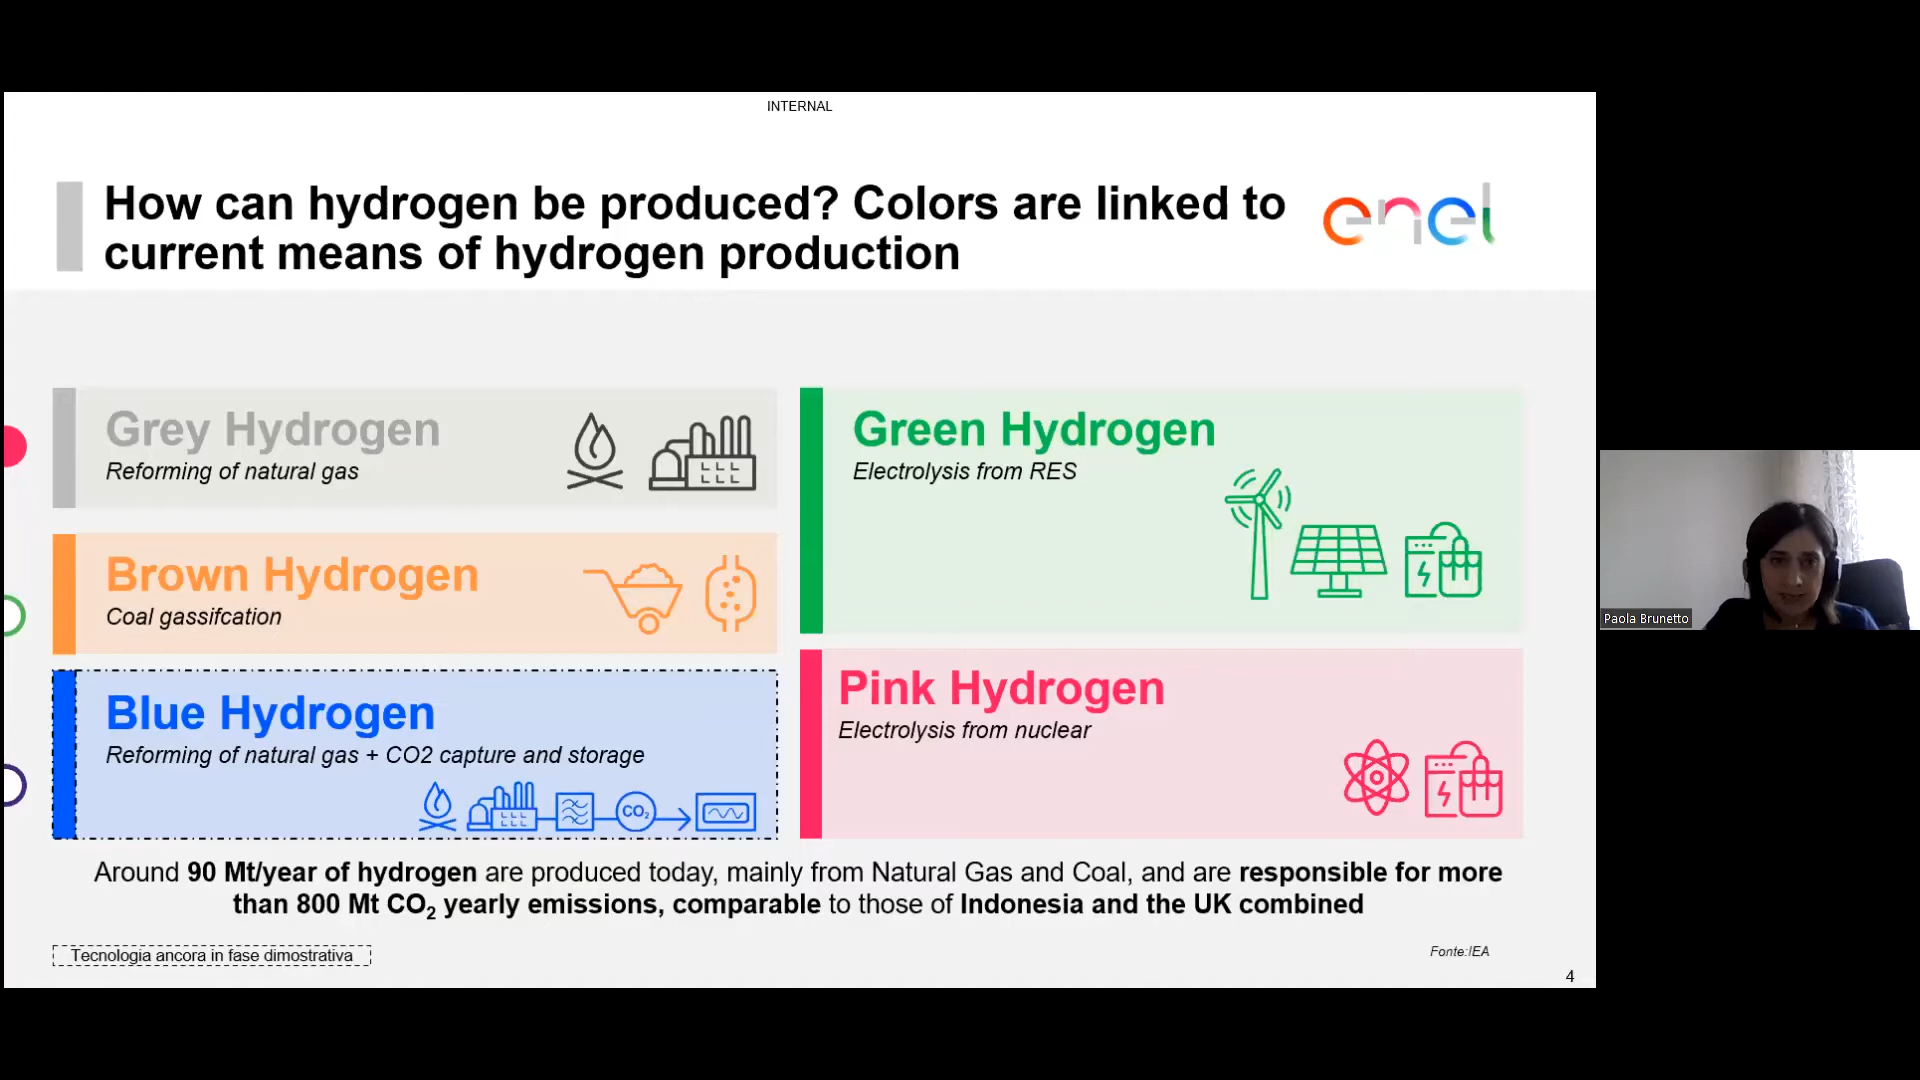 INTERNAL
How can hydrogen be produced? Colors are linked to
current means of hydrogen production
enel
Grey Hydrogen
Reforming of natural gas
Brown Hydrogen
Coal gassifcation
Blue Hydrogen
Reforming of natural gas + CO2 capture and storage
CO₂
Green Hydrogen
Electrolysis from RES
Pink Hydrogen
Electrolysis from nuclear
Around 90 Mt/year of hydrogen are produced today, mainly from Natural Gas and Coal, and are responsible for more
than 800 Mt CO₂ yearly emissions, comparable to those of Indonesia and the UK combined
Tecnologia ancora in fase dimostrativa
Fonte:IEA
4
Paola Brunetto